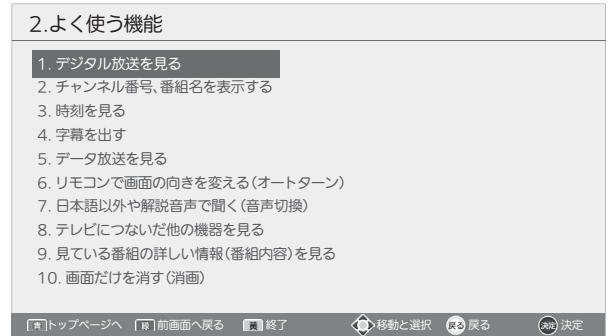 2.よく使う機能
1. デジタル放送を見る
2. チャンネル番号、番組名を表示する
3. 時刻を見る
4. 字幕を出す
5. データ放送を見る
6. リモコンで画面の向きを変える(オートターン)
7. 日本語以外や解説音声で聞く(音声切換)
8. テレビにつないだ他の機器を見る
9. 見ている番組の詳しい情報(番組内容)を見る
10. 画面だけを消す(消画)
青 トップページへ 緑 前画面へ戻る 黄 終了 移動と選択 戻る 戻る 決定 決定